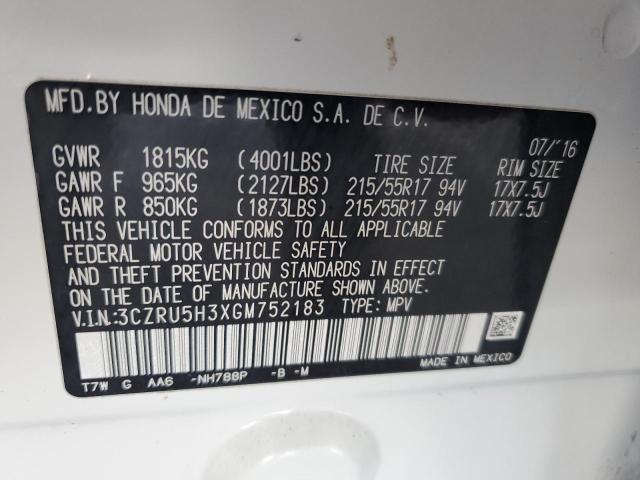 MFD.BY HONDA DE MEXICO S.A. DE C.V.
07/'16
GVWR 1815KG (4001LBS) TIRE SIZE RIM SIZE
GAWR F 965KG (2127LBS) 215/55R17 94V 17X7.5J
GAWR R 850KG (1873LBS) 215/55R17 94V 17X7.5J
THIS VEHICLE CONFORMS TO ALL APPLICABLE
FEDERAL MOTOR VEHICLE SAFETY
AND THEFT PREVENTION STANDARDS IN EFFECT
ON THE DATE OF MANUFACTURE SHOWN ABOVE.
V.I.N.:3CZRU5H3XGM752183 TYPE: MPV
MADE IN MEXICO
T7W G AA6 -NH788P -B -M